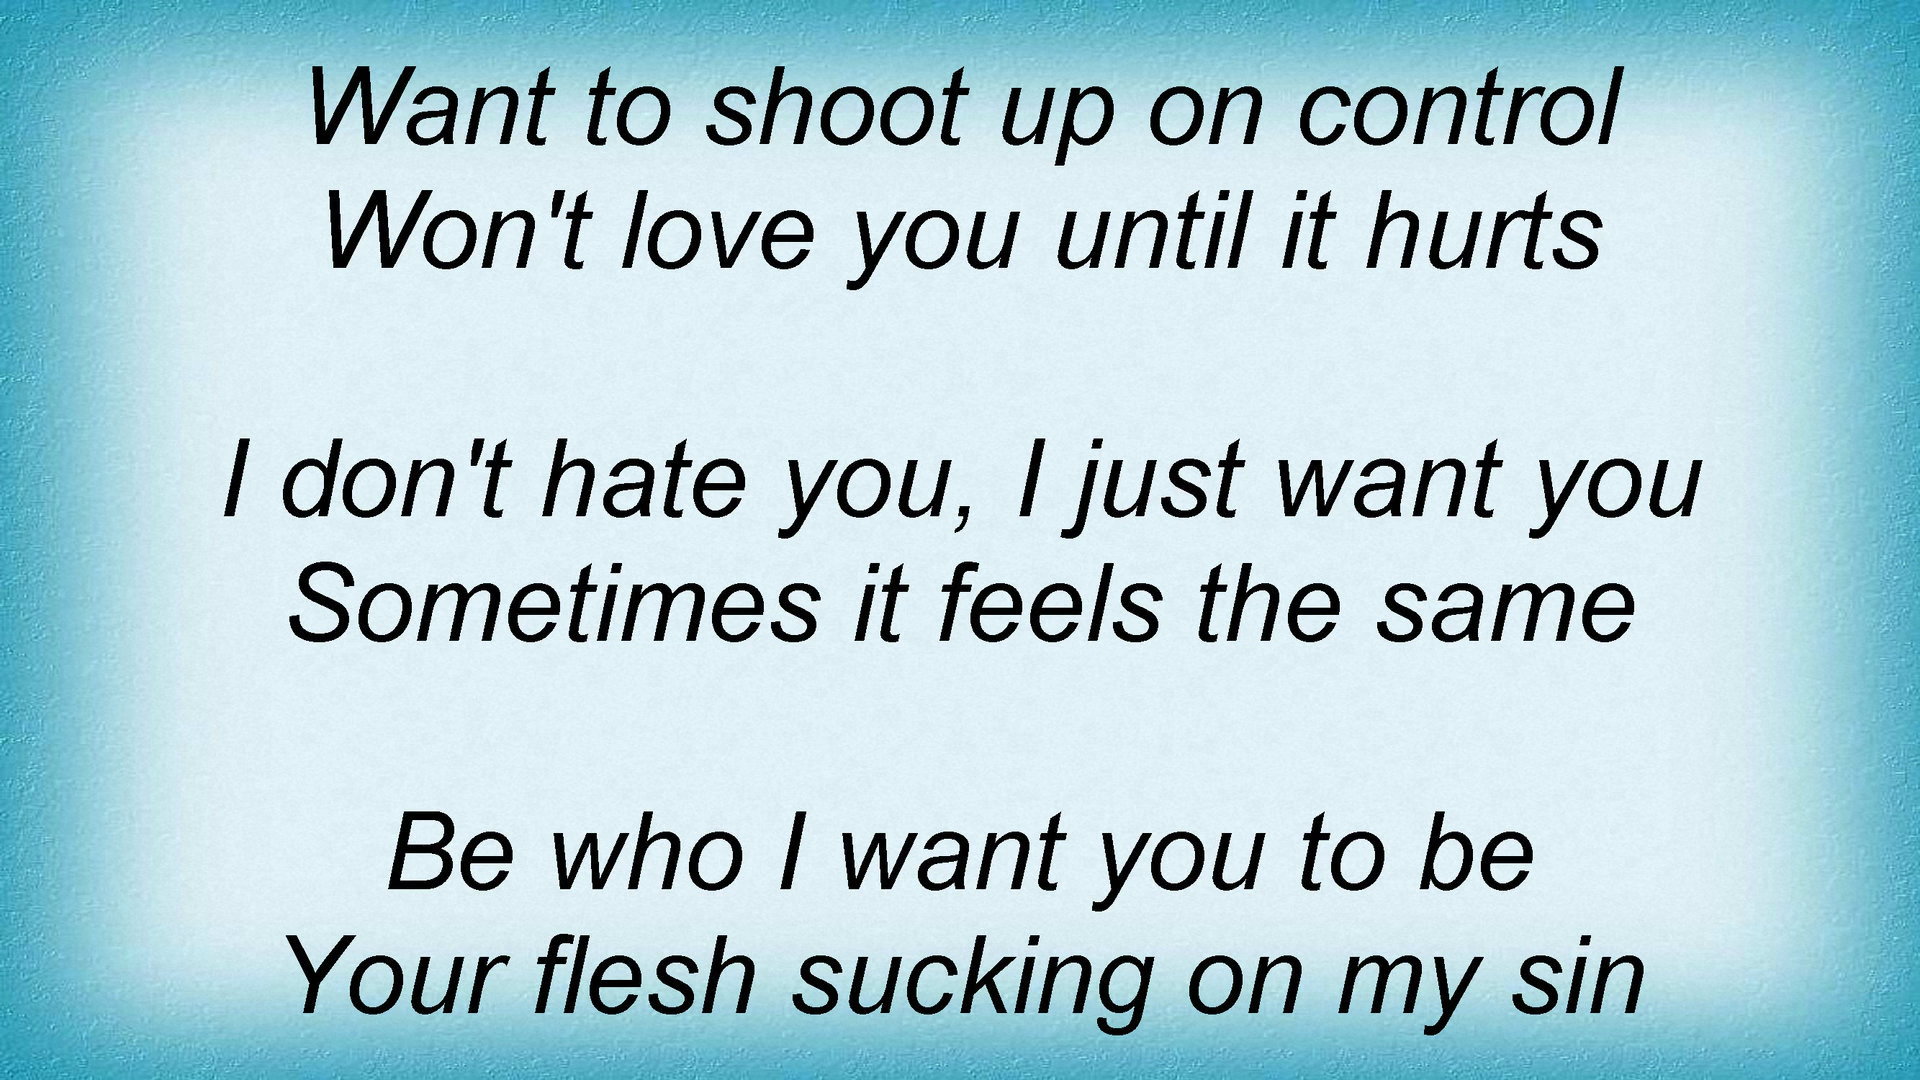 Want to shoot up on control
Won't love you until it hurts
I don't hate you, I just want you
Sometimes it feels the same
Be who I want you to be
Your flesh sucking on my sin